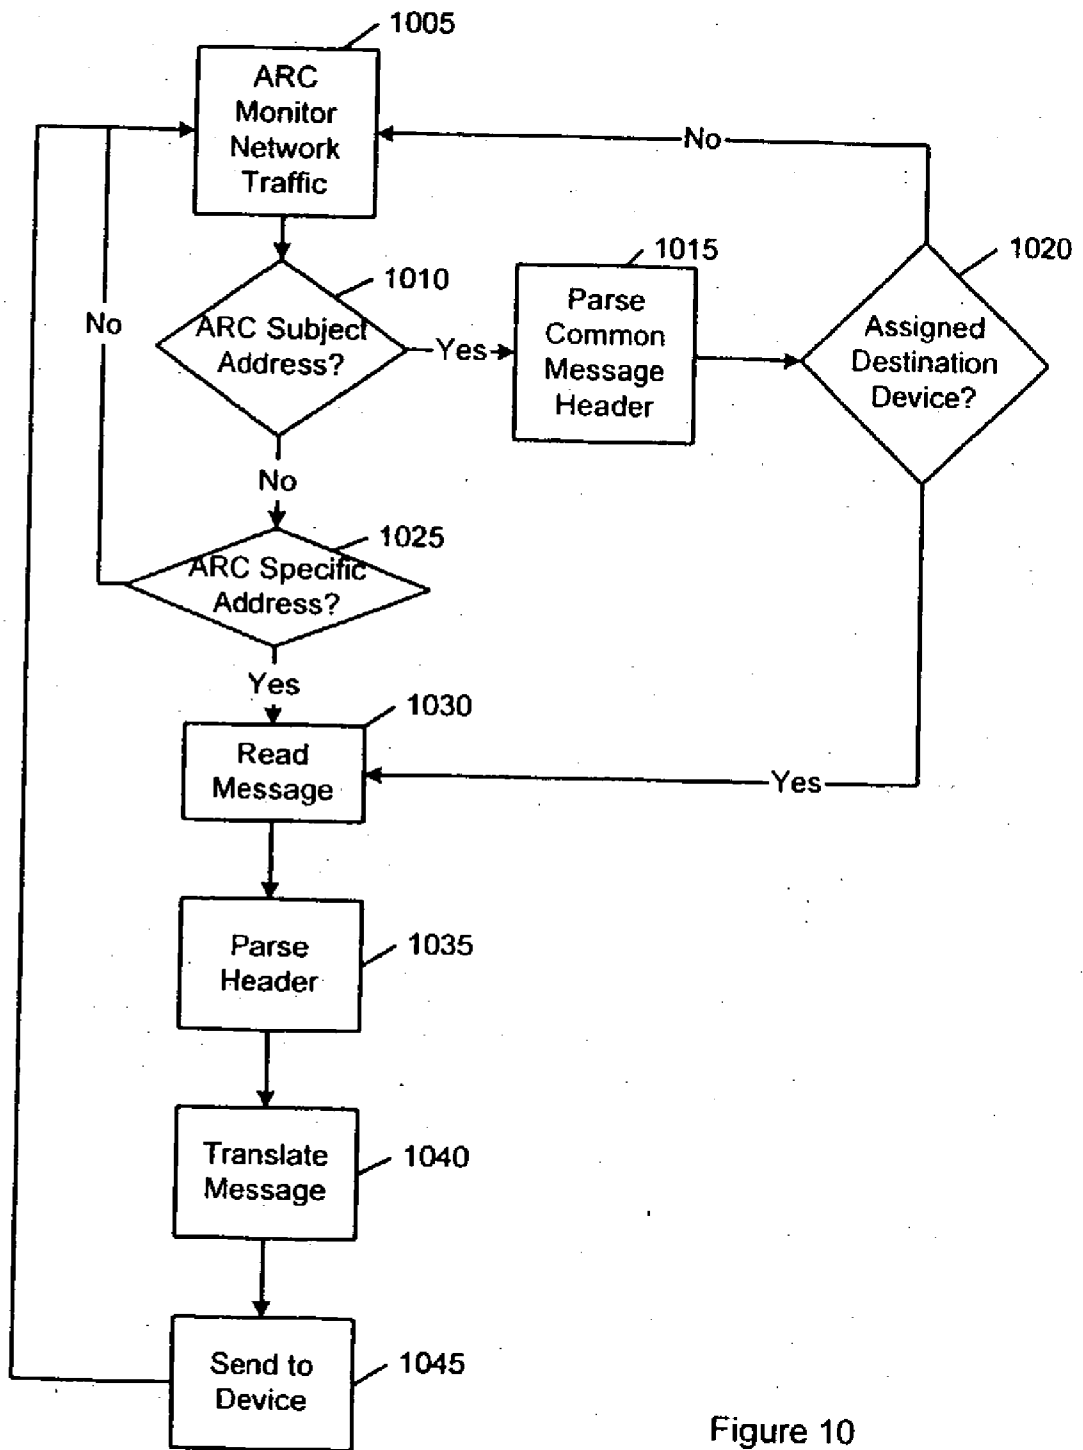 1005
ARC
Monitor
Network
Traffic
No
1010
ARC Subject
Address?
Yes
1015
Parse
Common
Message
Header
1020
Assigned
Destination
Device?
No
No
1025
ARC Specific
Address?
Yes
1030
Read
Message
Yes
Parse
Header
1035
Translate
Message
1040
Send to
Device
1045
Figure 10